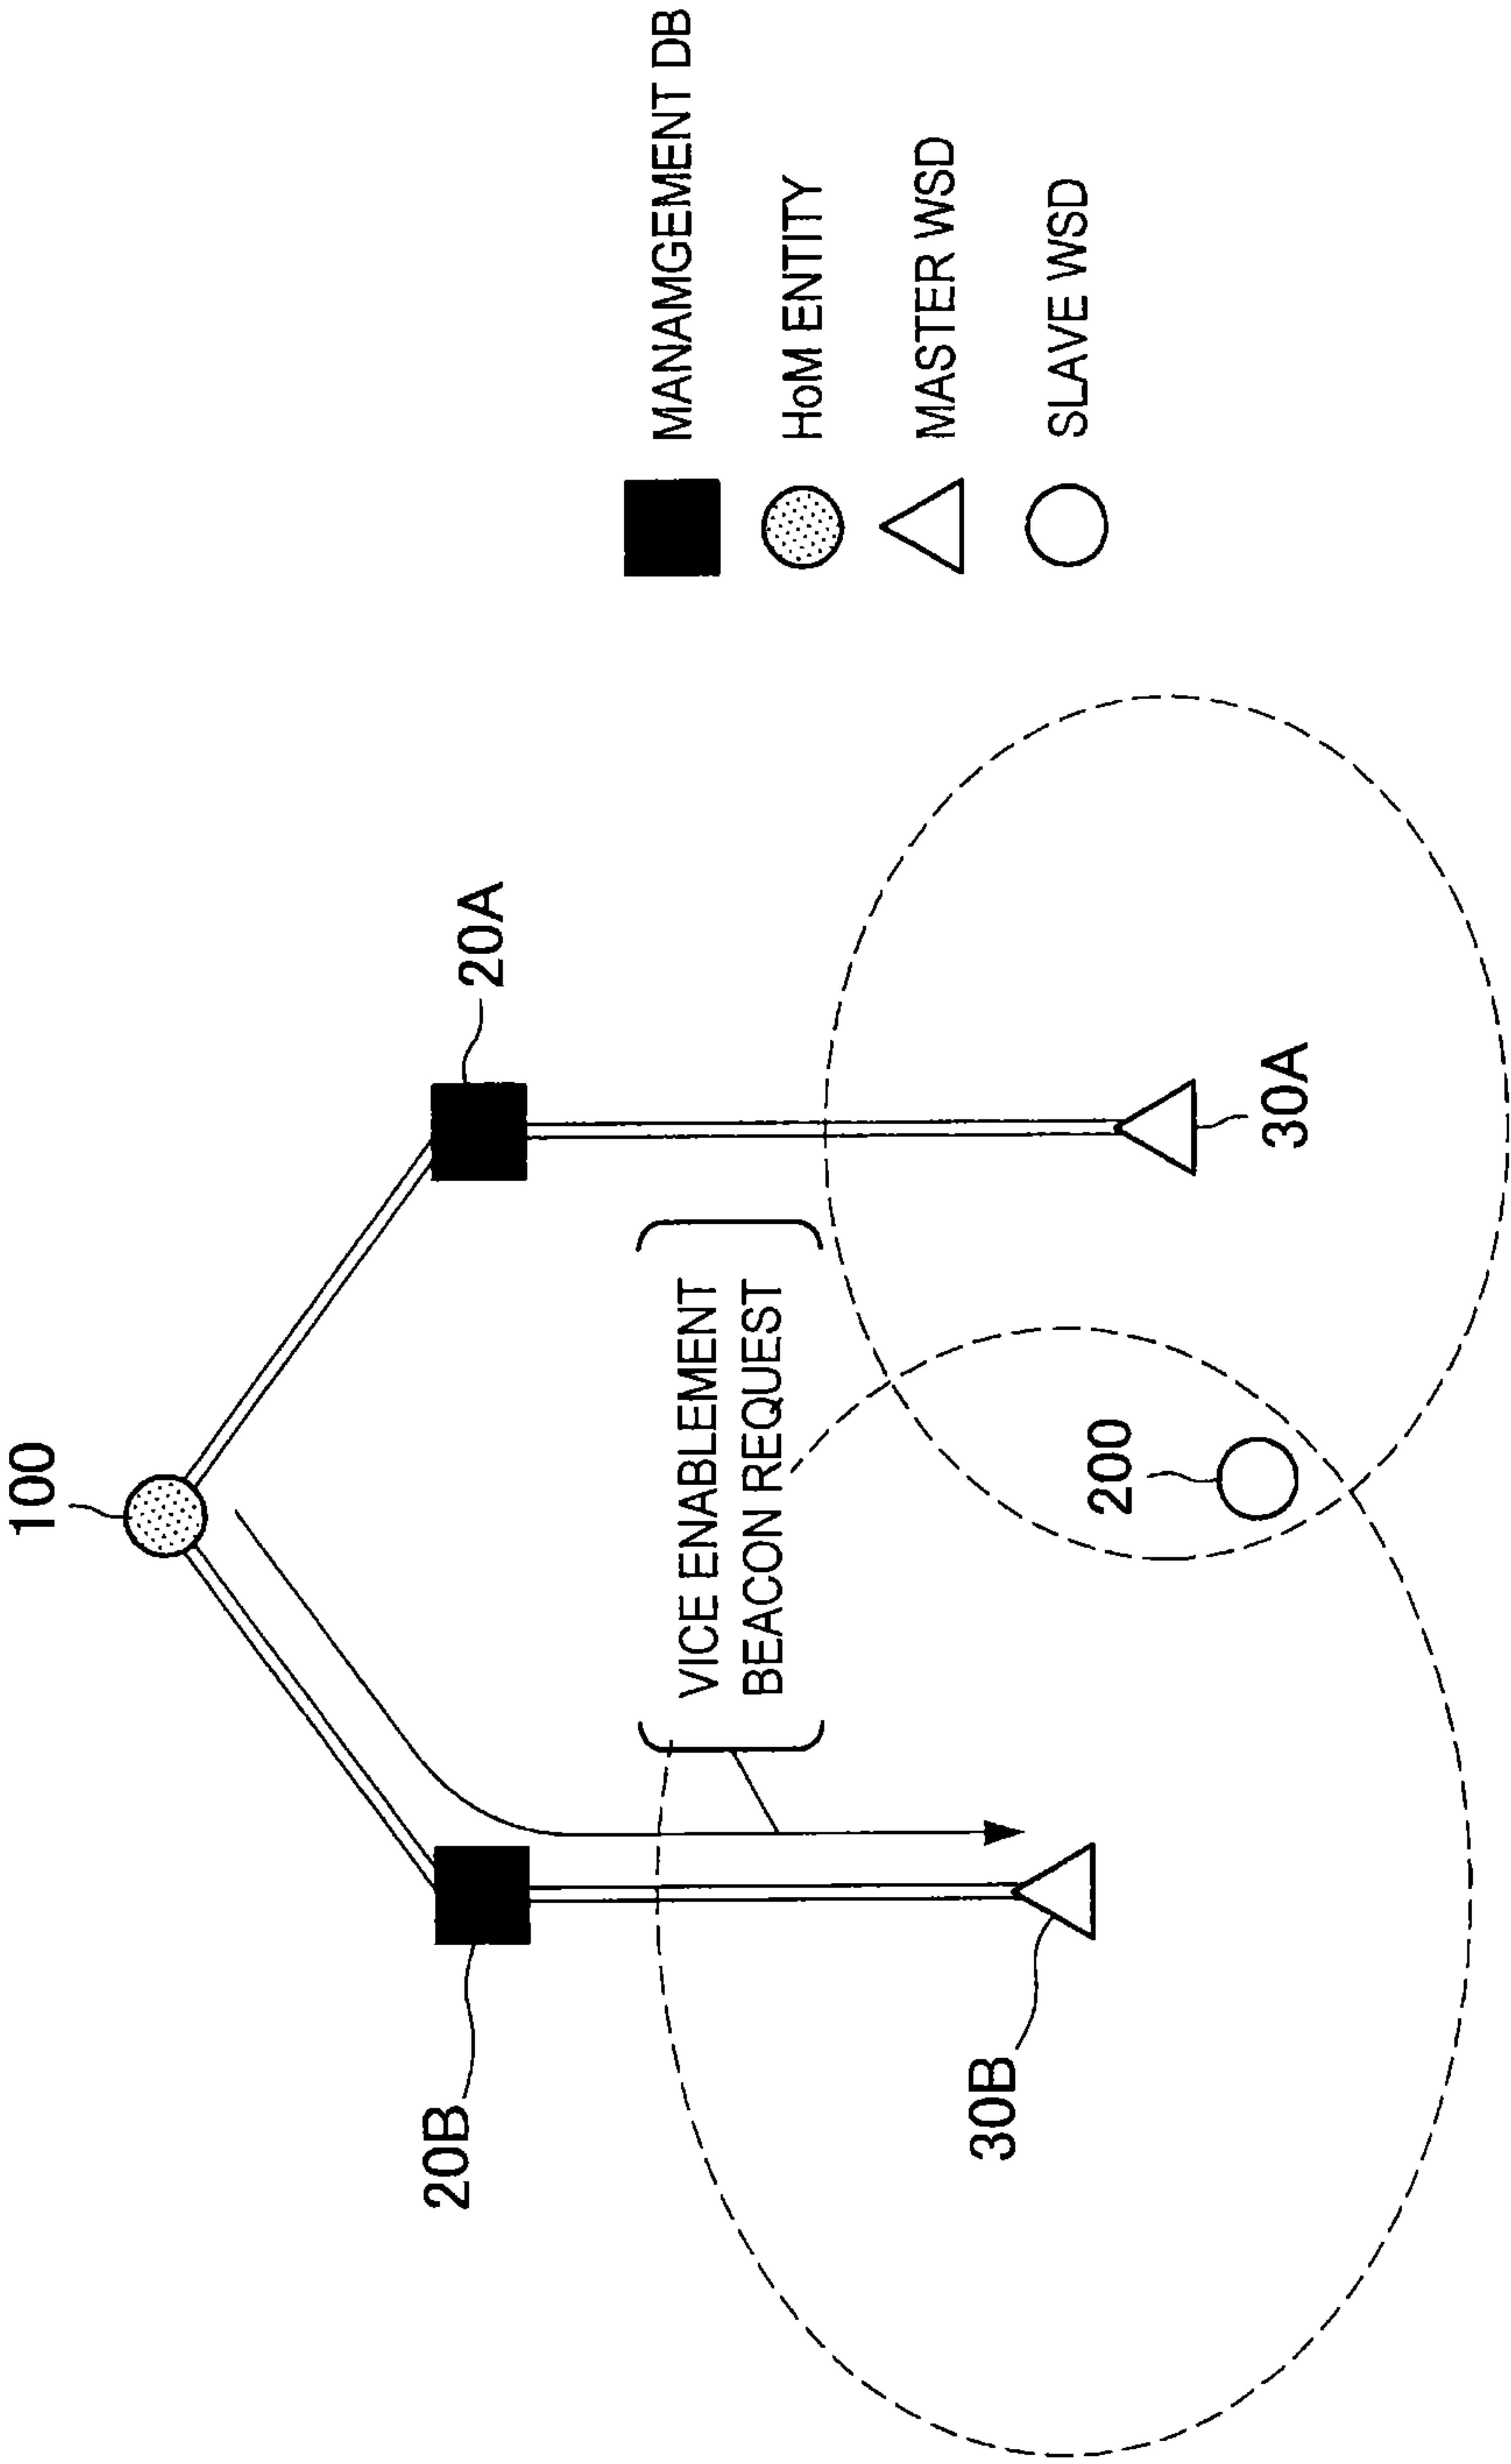 100
20B
20A
VICE ENABLEMENT
BEACON REQUEST
30B
200
30A
MANAMGEMENT DB
HoM ENTITY
MASTER WSD
SLAVE WSD